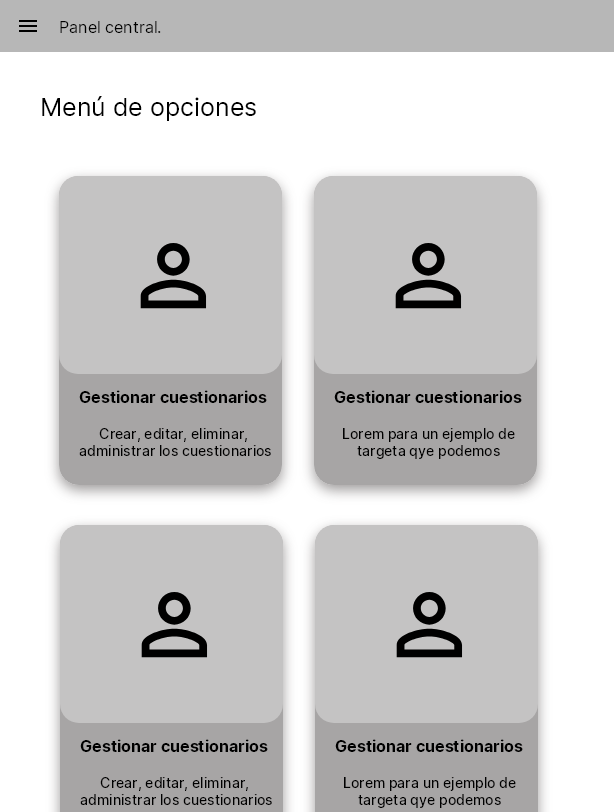 Panel central.
Menú de opciones
Gestionar cuestionarios
Crear, editar, eliminar,
administrar los cuestionarios
Gestionar cuestionarios
Lorem para un ejemplo de
targeta qye podemos
Gestionar cuestionarios
Crear, editar, eliminar,
administrar los cuestionarios
Gestionar cuestionarios
Lorem para un ejemplo de
targeta qye podemos